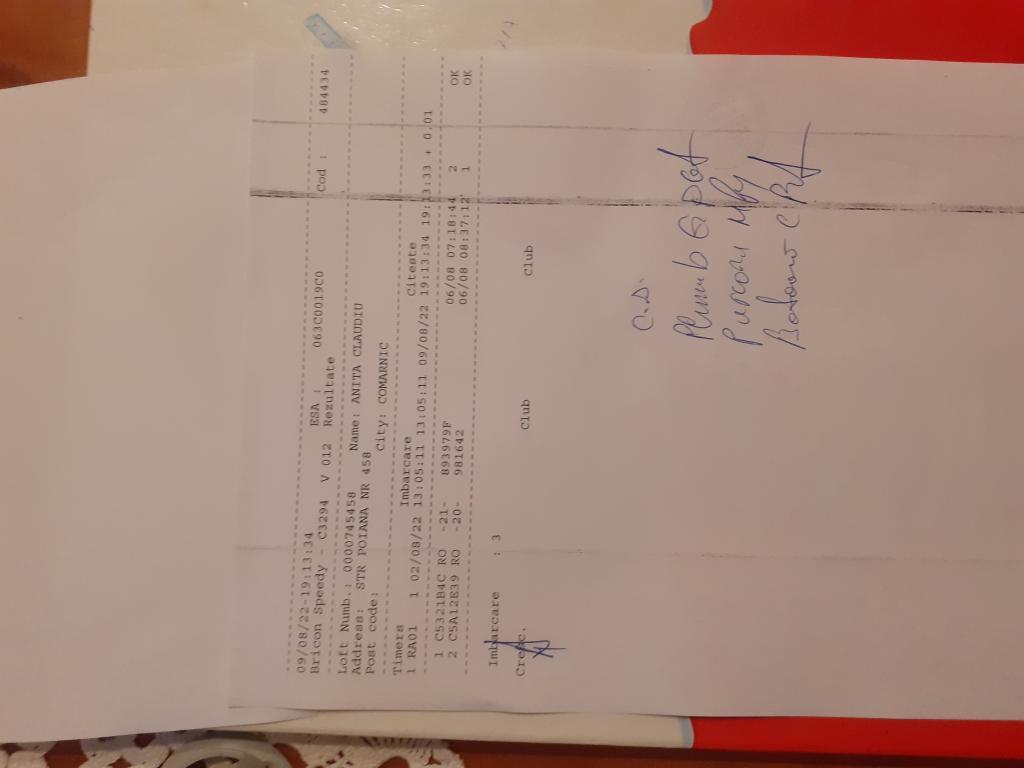 09/08/22-19:13:34
Bricon Speedy - C3294 V 012 ESA : 063C0019C0 Cod : 484434
Rezultate
Loft Numb.: 0000745458 Name: ANITA CLAUDIU
Address: STR POIANA NR 458
Post code: City: COMARNIC
Timers Imbarcare Citeste
1 RA01 1 02/08/22 13:05:11 13:05:11 09/08/22 19:13:34 19:13:33 + 0.01
1 C5321B4C RO -21- 893979F 06/08 07:18:44 2 OK
2 C5A12E39 RO -20- 981642 06/08 08:37:12 1 OK
Imbarcare : 3
Cresc. Club Club
C.D.